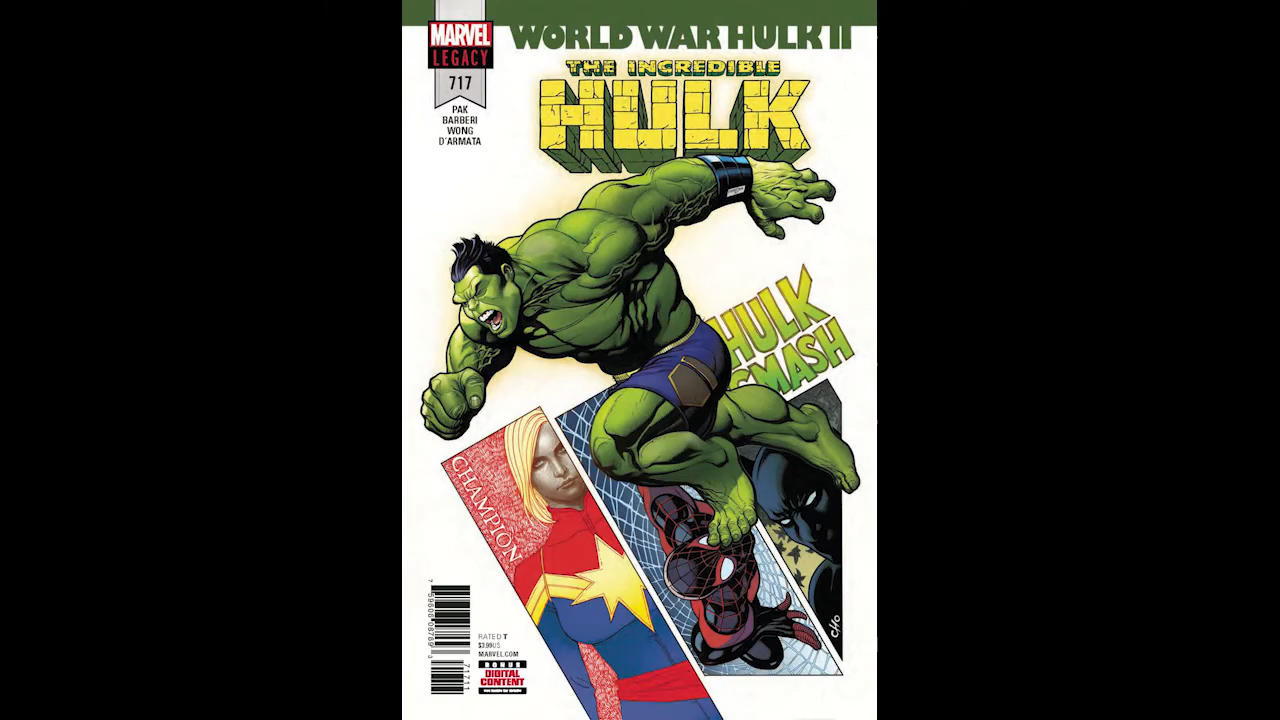 MARVEL
LEGACY
717
PAK
BARBERI
WONG
D'ARMATA
WORLD WAR HULK II
THE INCREDIBLE
HULK
HULK
SMASH
CHAMPION
CHO
RATED T
$3.99US
MARVEL.COM
BONUS
DIGITAL
CONTENT
71711